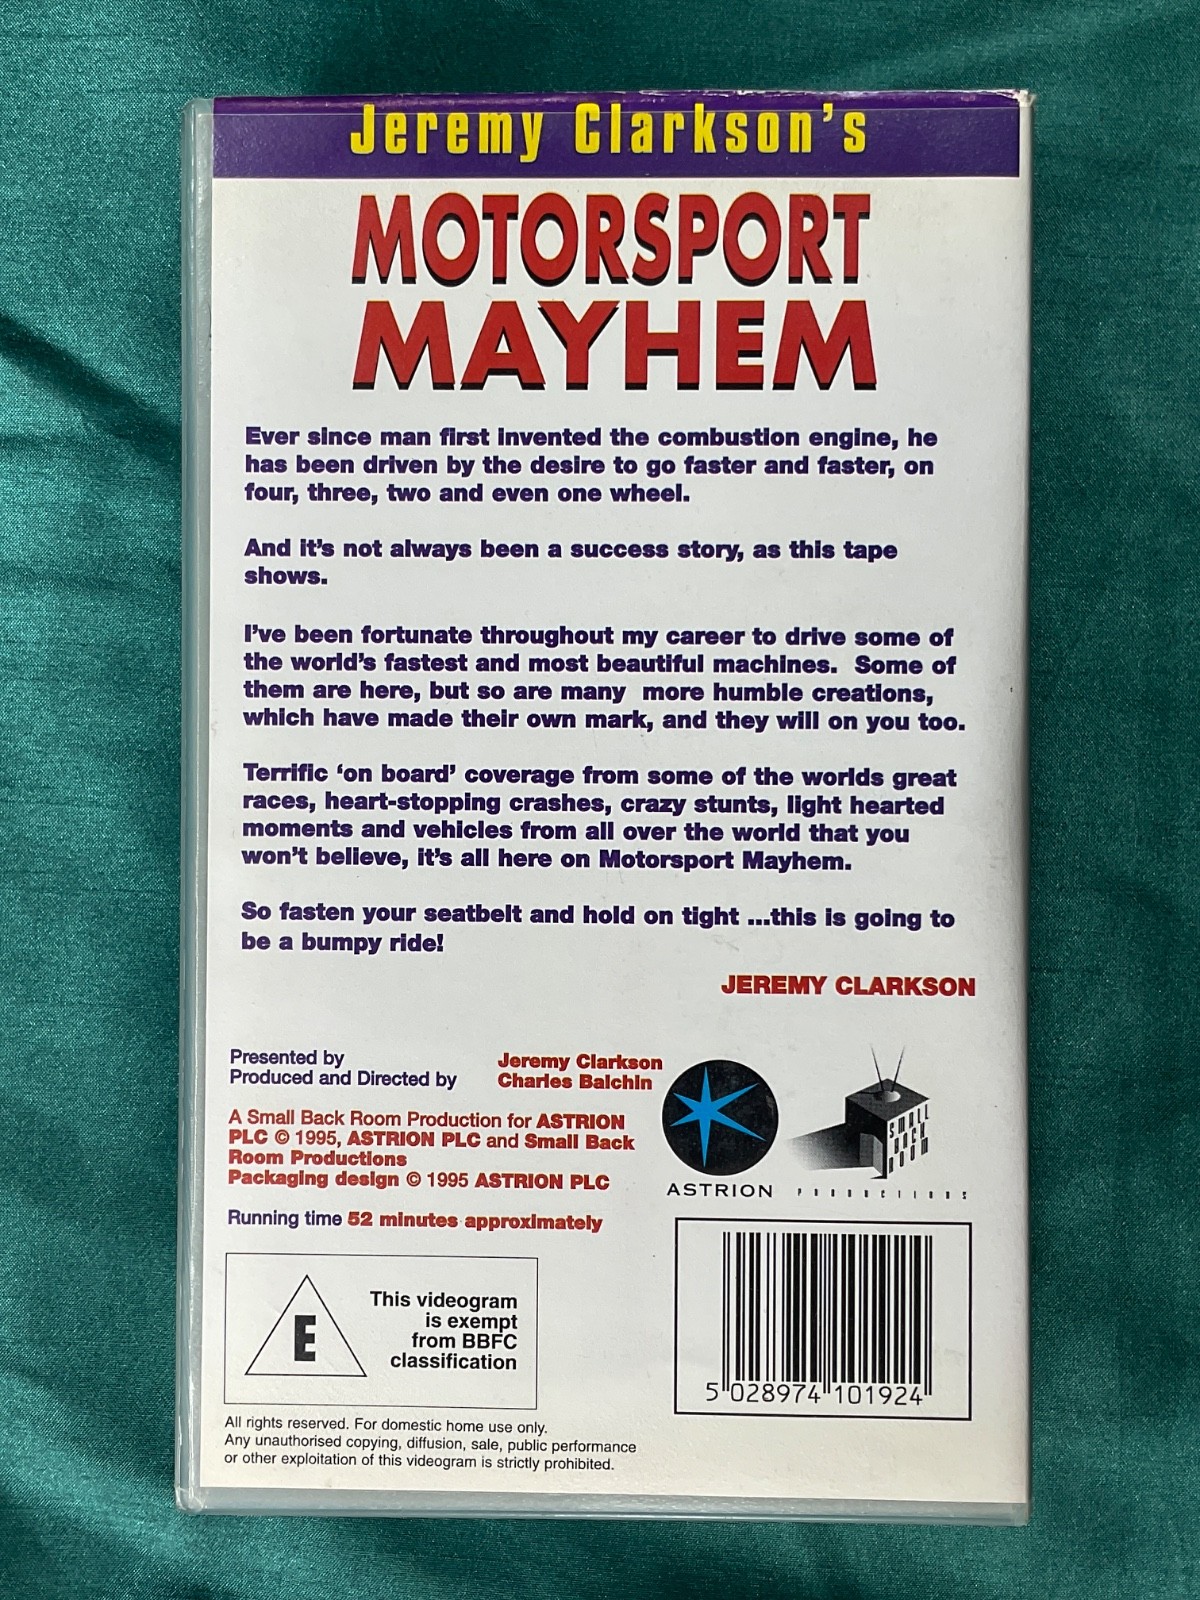 Jeremy Clarkson's
MOTORSPORT
MAYHEM
Ever since man first invented the combustion engine, he
has been driven by the desire to go faster and faster, on
four, three, two and even one wheel.
And it's not always been a success story, as this tape
shows.
I've been fortunate throughout my career to drive some of
the world's fastest and most beautiful machines.  Some of
them are here, but so are many  more humble creations,
which have made their own mark, and they will on you too.
Terrific 'on board' coverage from some of the worlds great
races, heart-stopping crashes, crazy stunts, light hearted
moments and vehicles from all over the world that you
won't believe, it's all here on Motorsport Mayhem.
So fasten your seatbelt and hold on tight ...this is going to
be a bumpy ride!
JEREMY CLARKSON
Presented by Jeremy Clarkson
Produced and Directed by Charles Balchin
A Small Back Room Production for ASTRION
PLC © 1995, ASTRION PLC and Small Back
Room Productions
Packaging design © 1995 ASTRION PLC
Running time 52 minutes approximately
ASTRION
SMALL
BACK
ROOM
PRODUCTIONS
E
This videogram
is exempt
from BBFC
classification
5 028974 101924
All rights reserved. For domestic home use only.
Any unauthorised copying, diffusion, sale, public performance
or other exploitation of this videogram is strictly prohibited.